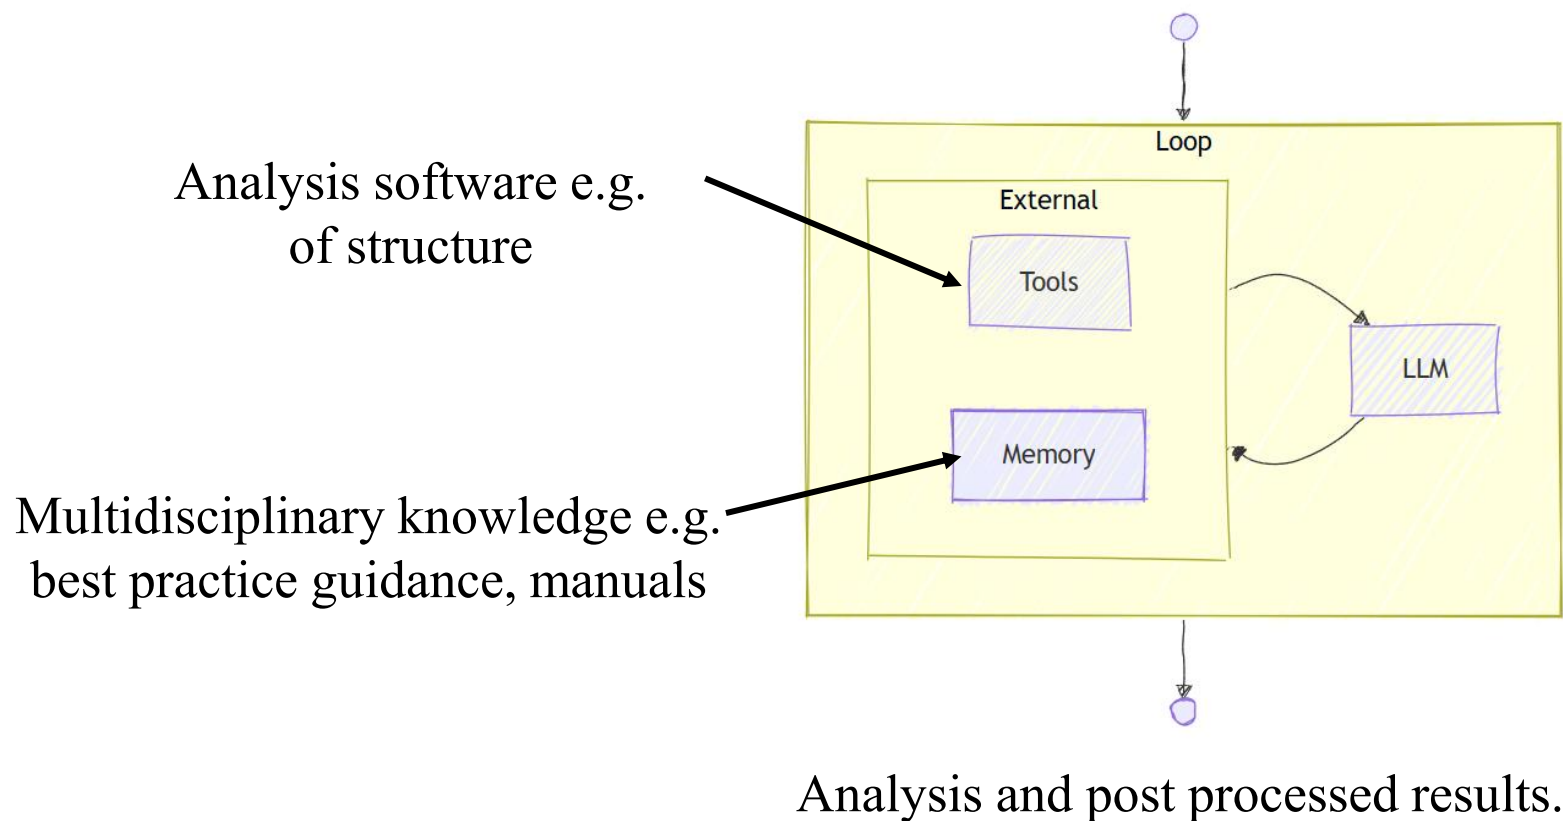 Loop
External
Analysis software e.g.
of structure
Tools
LLM
Memory
Multidisciplinary knowledge e.g.
best practice guidance, manuals
Analysis and post processed results.